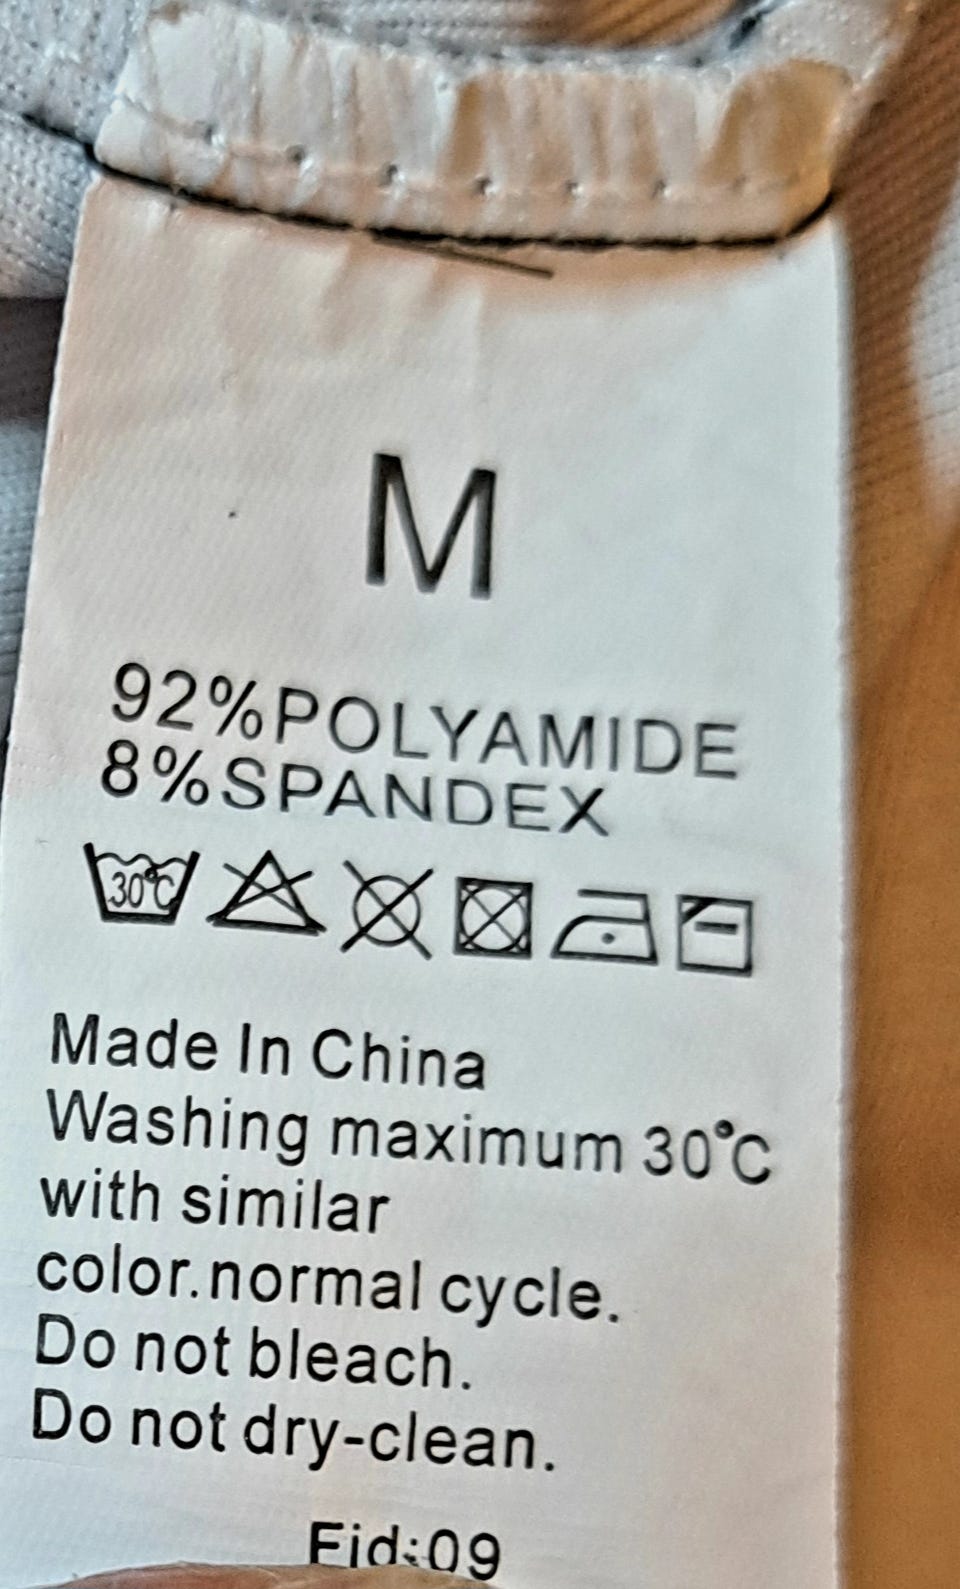 M
92%POLYAMIDE
8%SPANDEX
30°C
Made In China
Washing maximum 30°C
with similar
color.normal cycle.
Do not bleach.
Do not dry-clean.
Fid:09